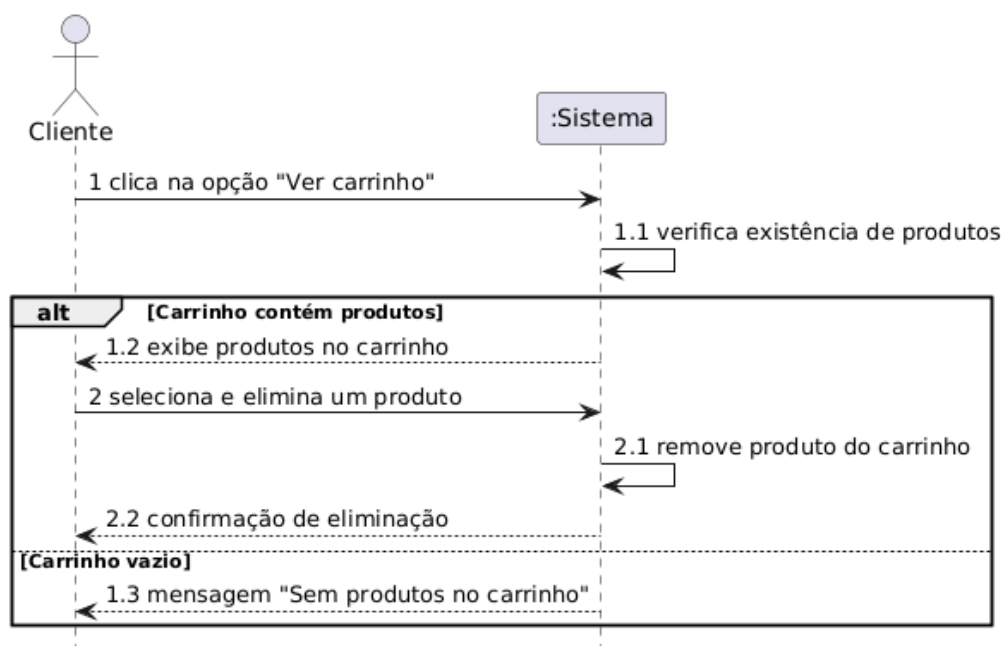 Cliente
:Sistema
1 clica na opção "Ver carrinho"
1.1 verifica existência de produtos
alt [Carrinho contém produtos]
1.2 exibe produtos no carrinho
2 seleciona e elimina um produto
2.1 remove produto do carrinho
2.2 confirmação de eliminação
[Carrinho vazio]
1.3 mensagem "Sem produtos no carrinho"